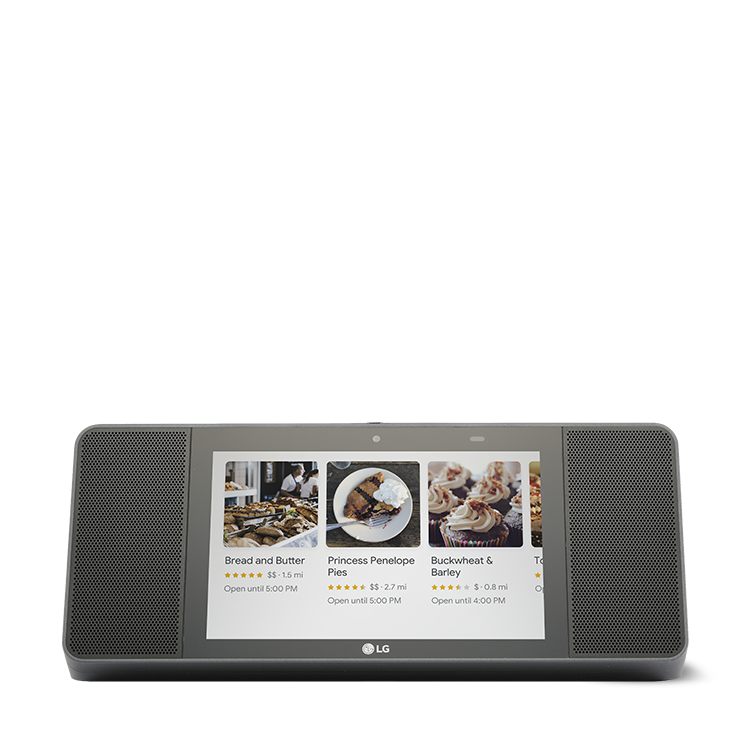 Bread and Butter
$$ · 1.5 mi
Open until 5:00 PM
Princess Penelope
Pies
$$ · 2.7 mi
Open until 5:00 PM
Buckwheat &
Barley
$ · 0.8 mi
Open until 4:00 PM
LG